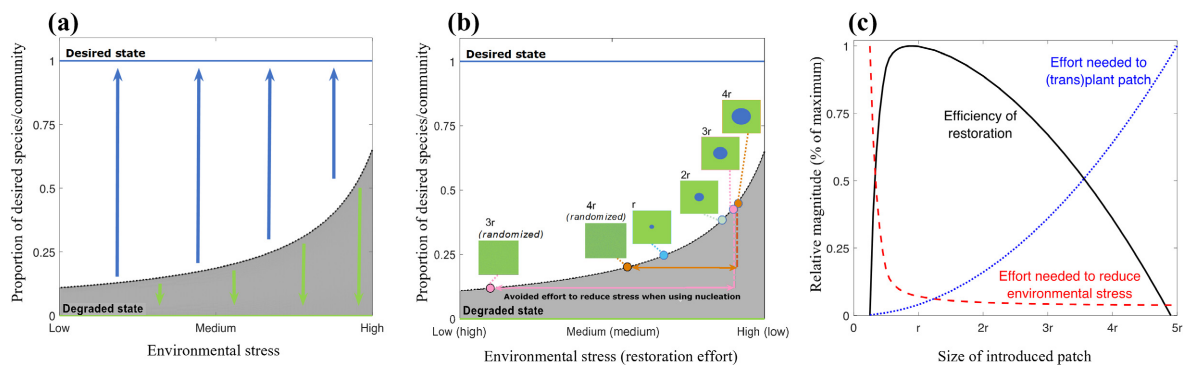 (a)
Desired state
1
0.75
0.5
0.25
0
Proportion of desired species/community
Degraded state
Low
Medium
High
Environmental stress
(b)
Desired state
1
0.75
0.5
0.25
0
Proportion of desired species/community
4r
3r
2r
r
4r
(randomized)
3r
(randomized)
Avoided effort to reduce stress when using nucleation
Degraded state
Low (high)
Medium (medium)
High (low)
Environmental stress (restoration effort)
(c)
1
0.75
0.5
0.25
0
Relative magnitude (% of maximum)
Effort needed to
(trans)plant patch
Efficiency of
restoration
Effort needed to reduce
environmental stress
0
r
2r
3r
4r
5r
Size of introduced patch